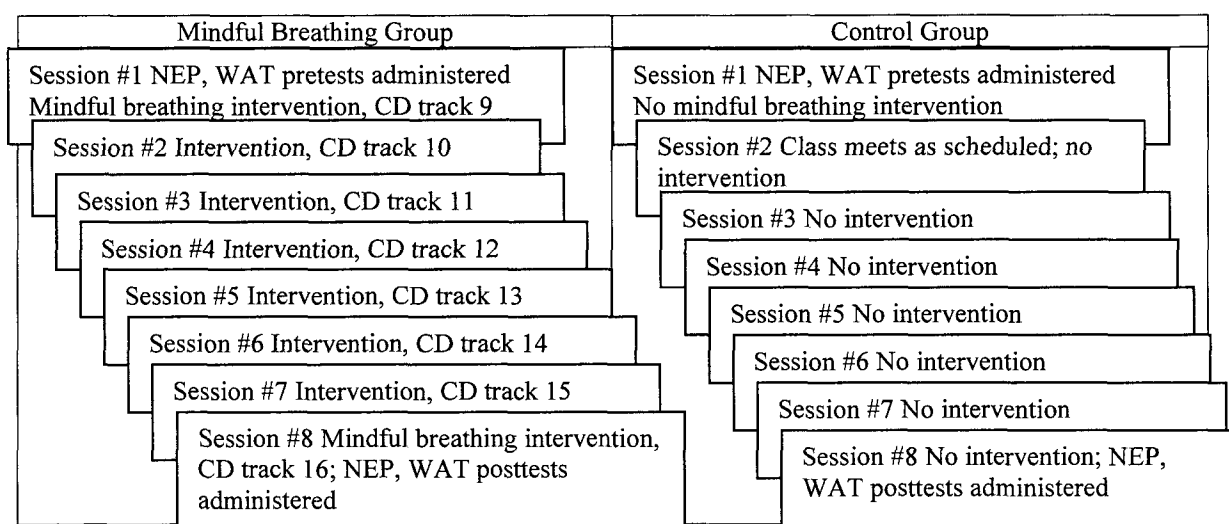 Mindful Breathing Group
Session #1 NEP, WAT pretests administered
Mindful breathing intervention, CD track 9
Session #2 Intervention, CD track 10
Session #3 Intervention, CD track 11
Session #4 Intervention, CD track 12
Session #5 Intervention, CD track 13
Session #6 Intervention, CD track 14
Session #7 Intervention, CD track 15
Session #8 Mindful breathing intervention,
CD track 16; NEP, WAT posttests
administered
Control Group
Session #1 NEP, WAT pretests administered
No mindful breathing intervention
Session #2 Class meets as scheduled; no
intervention
Session #3 No intervention
Session #4 No intervention
Session #5 No intervention
Session #6 No intervention
Session #7 No intervention
Session #8 No intervention; NEP,
WAT posttests administered